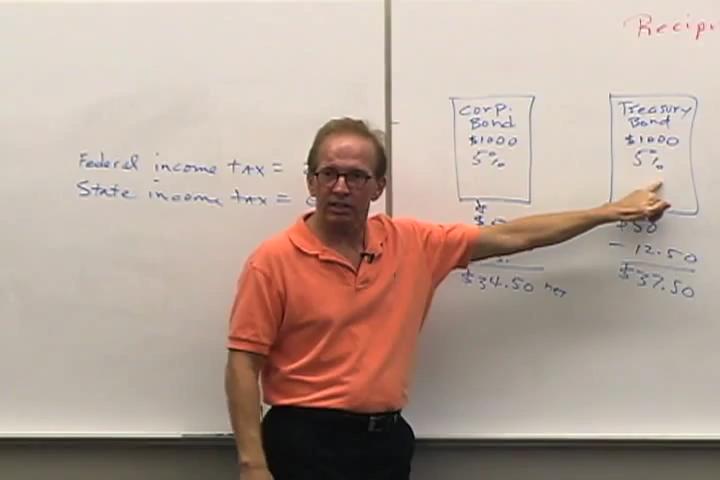 Federal income tax =
State income tax =
Corp.
Bond
$1000
5%
$34.50 net
Treasury
Bond
$1000
5%
50
- 12.50
$37.50